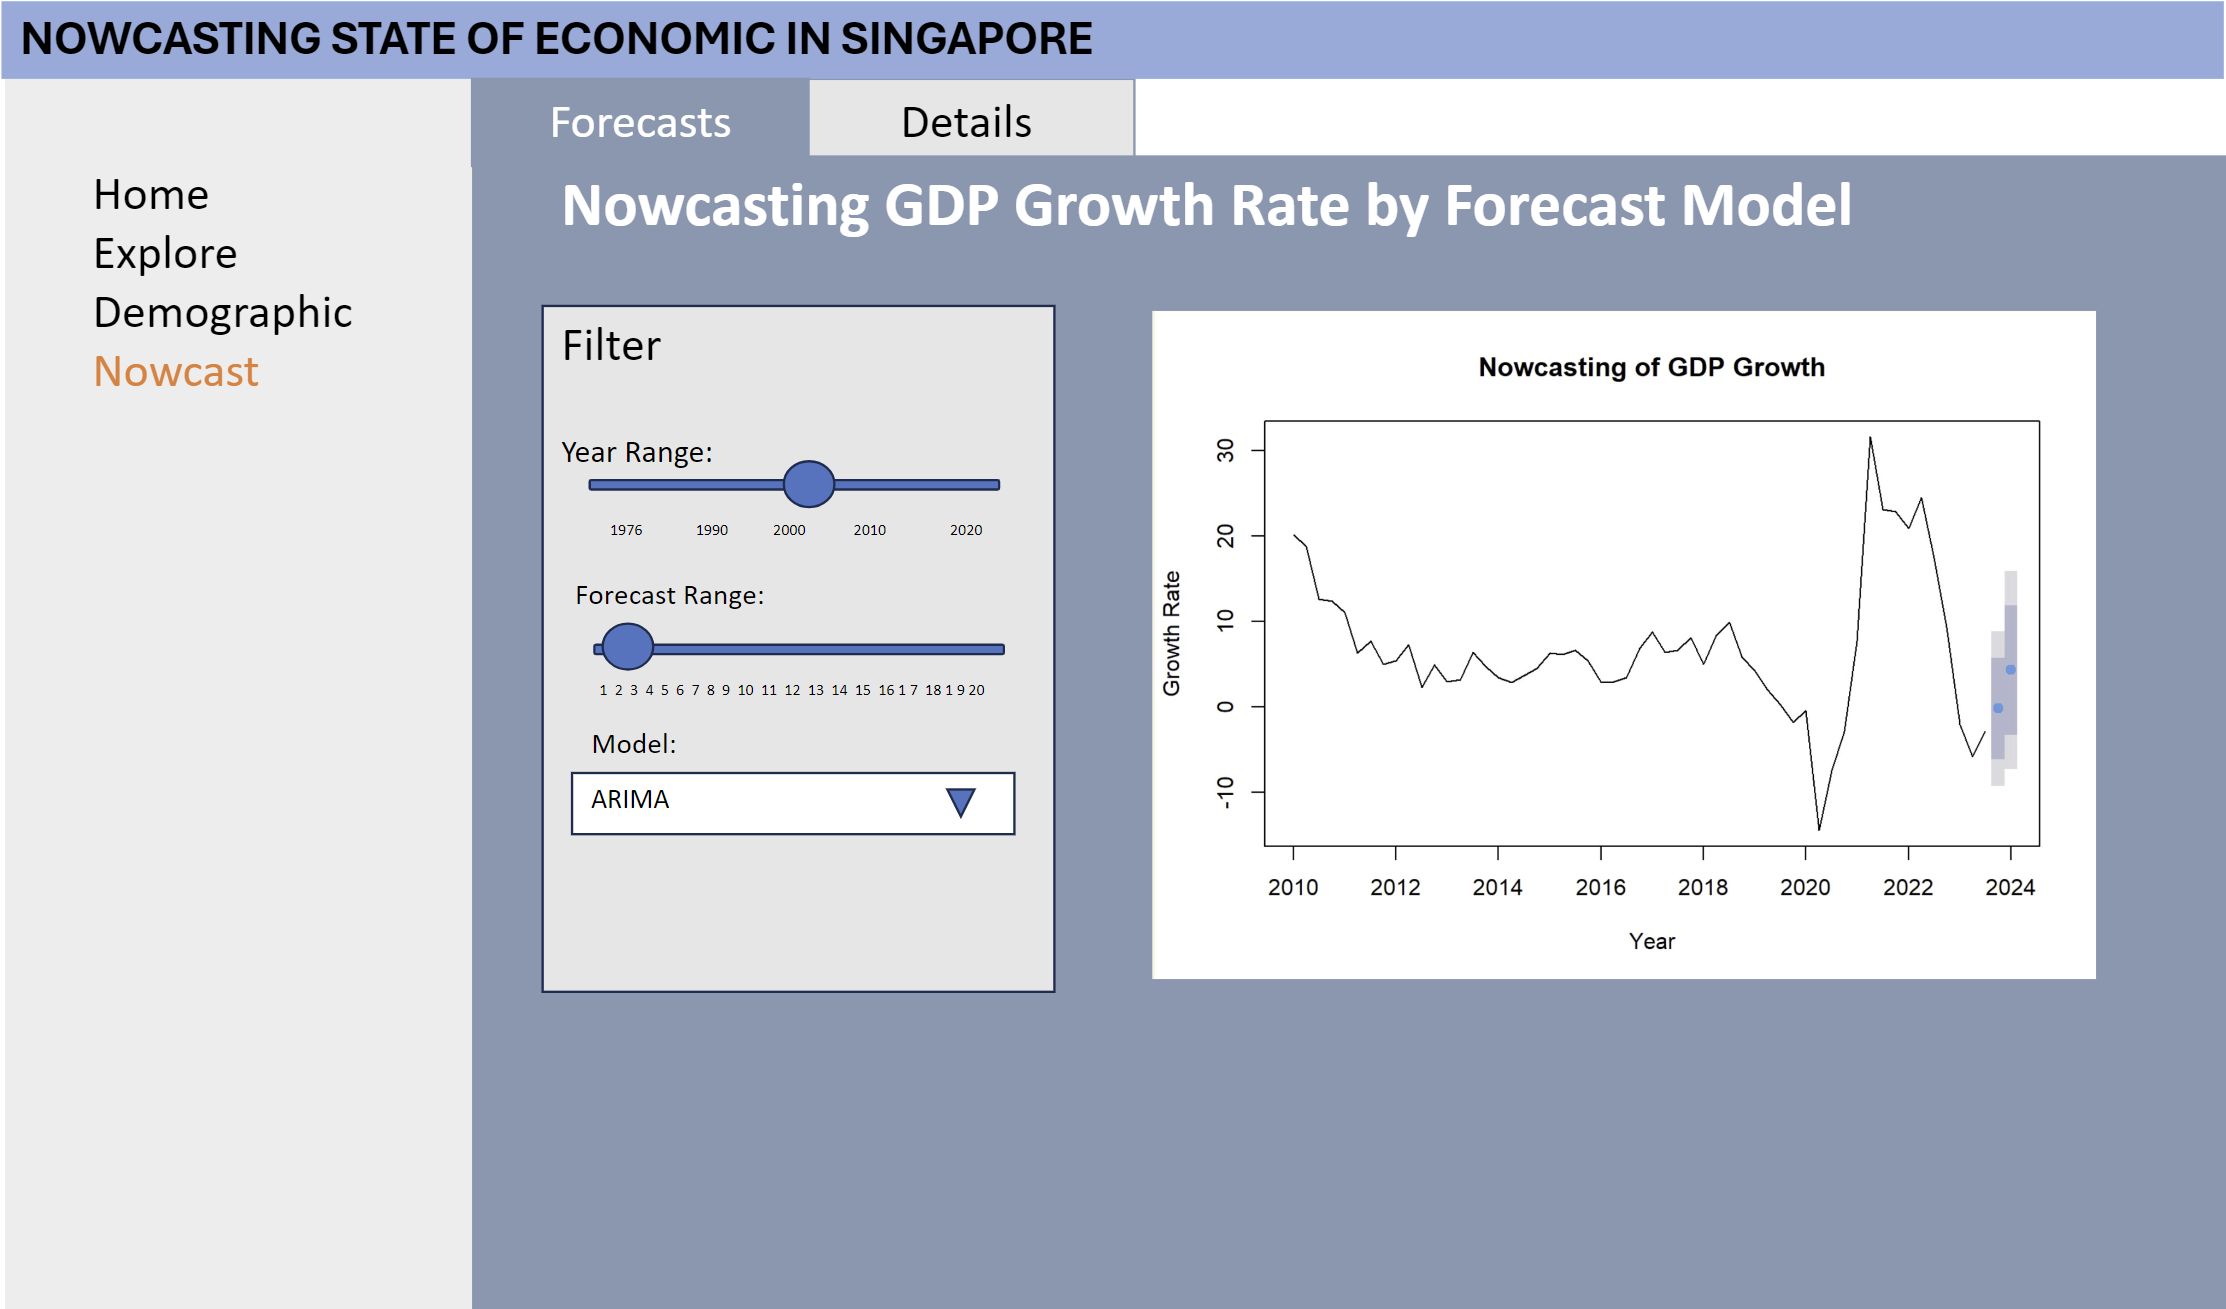 NOWCASTING STATE OF ECONOMIC IN SINGAPORE
Forecasts
Details
Home
Explore
Demographic
Nowcast
Nowcasting GDP Growth Rate by Forecast Model
Filter
Year Range:
1976 1990 2000 2010 2020
Forecast Range:
1 2 3 4 5 6 7 8 9 10 11 12 13 14 15 16 17 18 19 20
Model:
ARIMA
Nowcasting of GDP Growth
Growth Rate
30
20
10
0
-10
2010 2012 2014 2016 2018 2020 2022 2024
Year